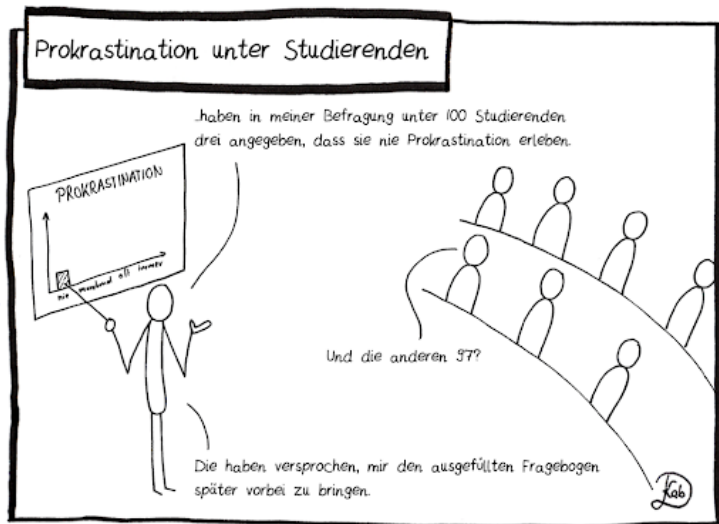 Prokrastination unter Studierenden
...haben in meiner Befragung unter 100 Studierenden
drei angegeben, dass sie nie Prokrastination erleben.
PROKRASTINATION
nie manchmal oft immer
Und die anderen 97?
Die haben versprochen, mir den ausgefüllten Fragebogen
später vorbei zu bringen.
Kab